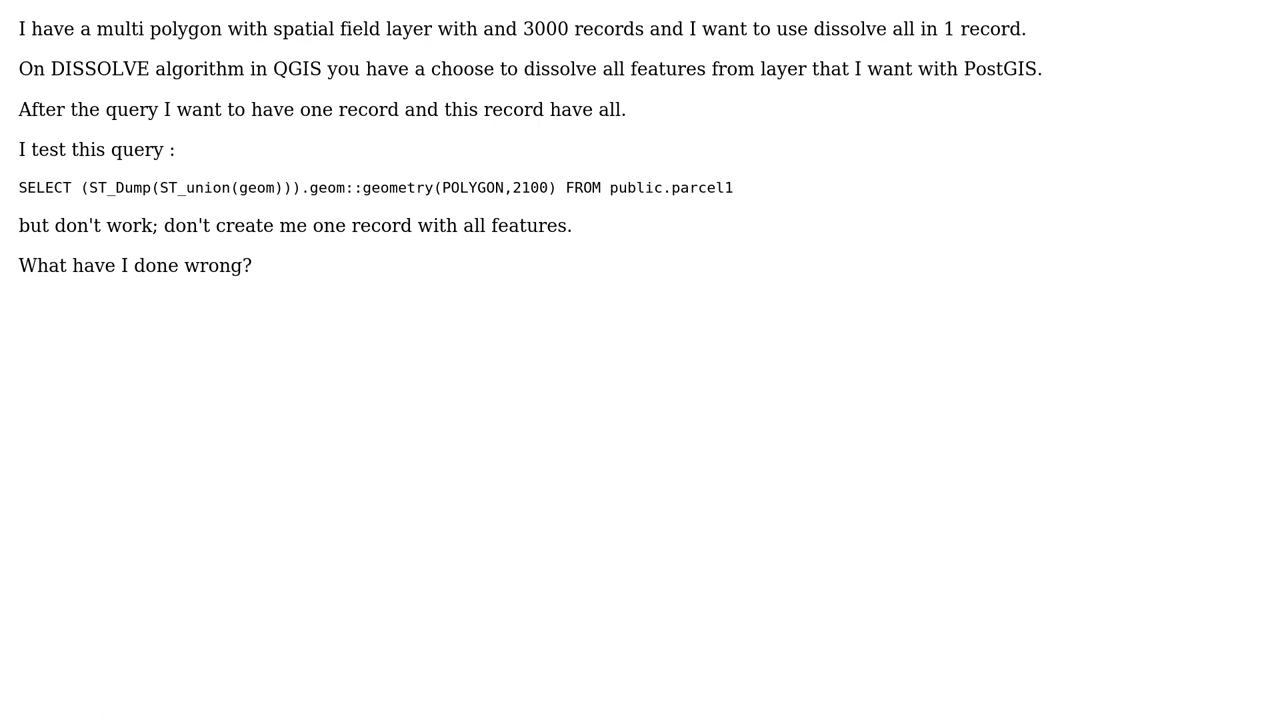 I have a multi polygon with spatial field layer with and 3000 records and I want to use dissolve all in 1 record.
On DISSOLVE algorithm in QGIS you have a choose to dissolve all features from layer that I want with PostGIS.
After the query I want to have one record and this record have all.
I test this query :
SELECT (ST_Dump(ST_union(geom))).geom::geometry(POLYGON,2100) FROM public.parcel1
but don't work; don't create me one record with all features.
What have I done wrong?